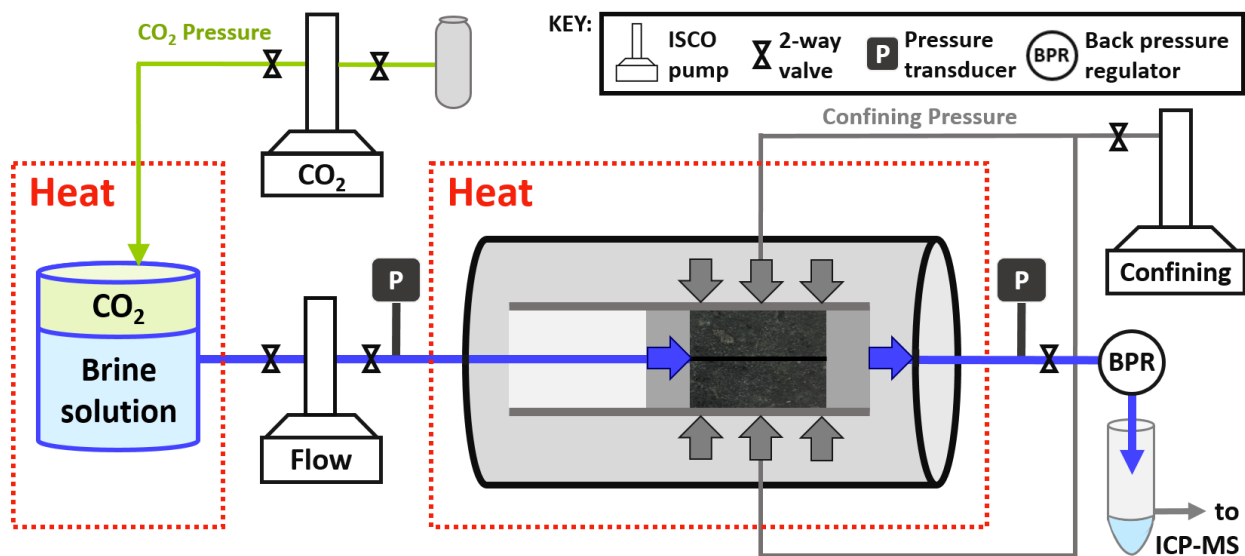 CO₂ Pressure
KEY:
ISCO
pump
2-way
valve
P
Pressure
transducer
BPR
Back pressure
regulator
Confining Pressure
Heat
CO₂
Heat
Confining
P
P
CO₂
Brine
solution
Flow
BPR
to
ICP-MS